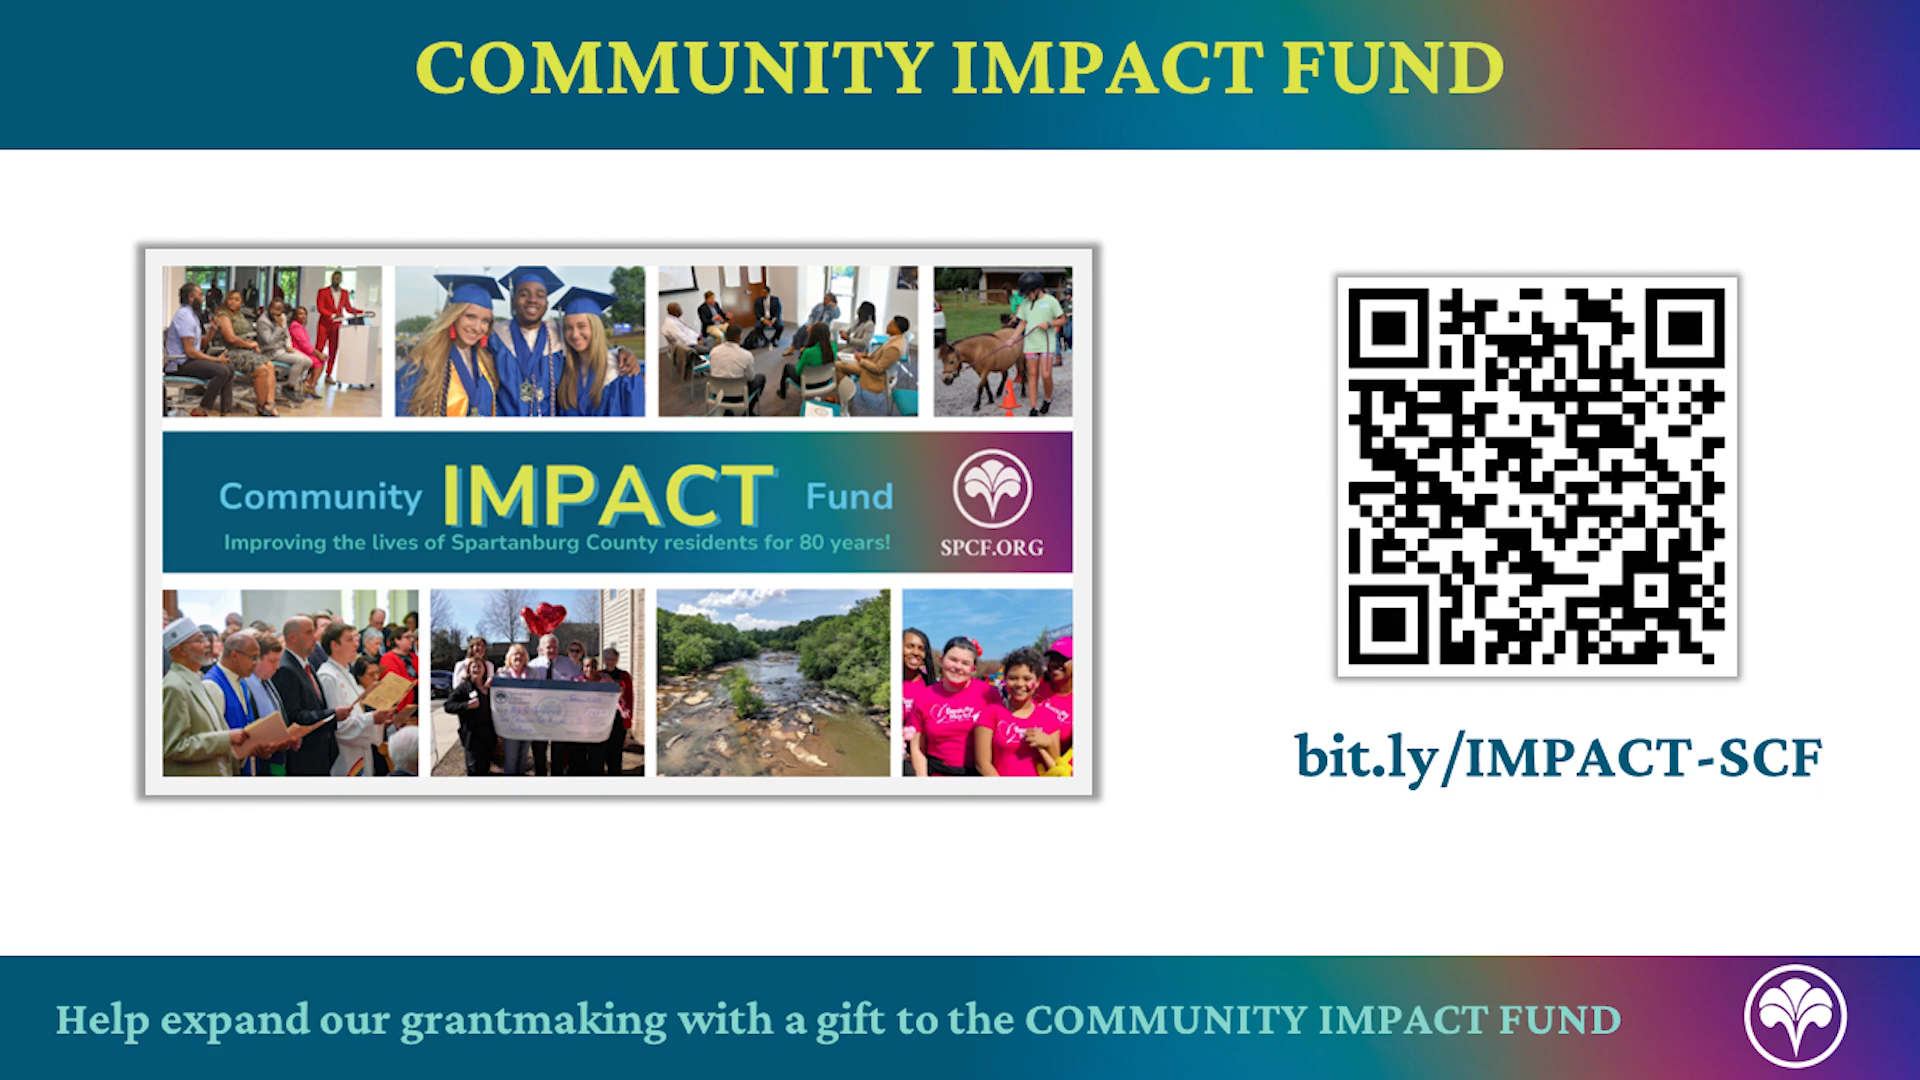 COMMUNITY IMPACT FUND
Community IMPACT Fund
Improving the lives of Spartanburg County residents for 80 years!
SPCF.ORG
bit.ly/IMPACT-SCF
Help expand our grantmaking with a gift to the COMMUNITY IMPACT FUND